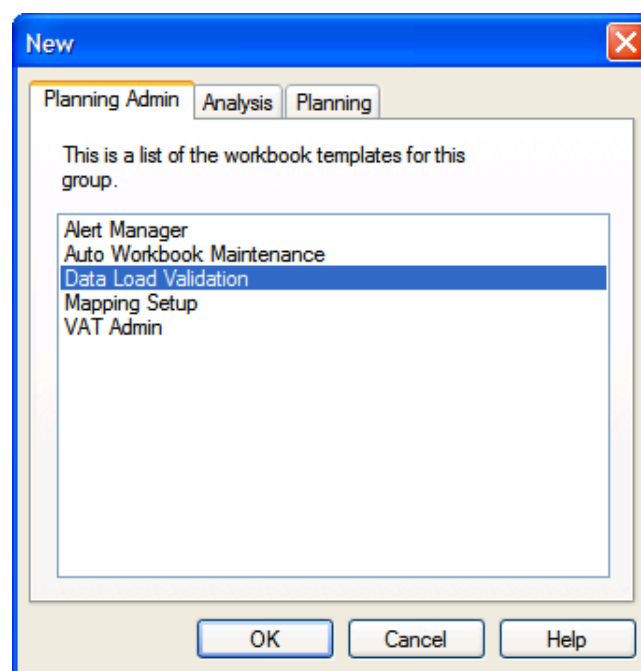 New
Planning Admin Analysis Planning
This is a list of the workbook templates for this
group.
Alert Manager
Auto Workbook Maintenance
Data Load Validation
Mapping Setup
VAT Admin
OK Cancel Help